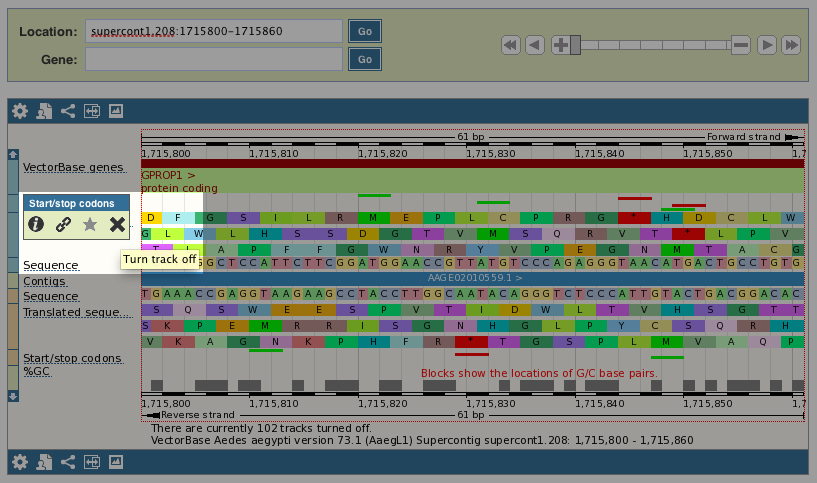 Location:
supercont1.208:1715800-1715860
Go
Gene:
Go
61 bp
Forward strand
1,715,800 1,715,810 1,715,820 1,715,830 1,715,840 1,715,850 1,7
VectorBase genes
GPROP1 >
protein coding
Start/stop codons
D F G S I L R M E P L C P R G * H D C L W
G L W L H S S D G T V M S Q R V T * L P
T L A P F F G W N R Y V P E G N M T A C G
Turn track off
Sequence
GGCTCCATTCTTCGGATGGAACCGTTATGTCCCAGAGGGTAACATGACTGCCTGTG
Contigs
AAGE02010559.1 >
Sequence
TGAAACCGAGGTAAGAAGCCTACCTTGGCAATACAGGGTCTCCCATTGTACTGACGGACAC
Translated seque...
S Q S W E E S P V T I D W L T V H S G T T
S K P E M R R I S G N H G L P Y C S Q R H
V K A G N K P H F R * T G S P L M V A Q P
Start/stop codons
%GC
Blocks show the locations of G/C base pairs.
1,715,800 1,715,810 1,715,820 1,715,830 1,715,840 1,715,850 1,7
Reverse strand
61 bp
There are currently 102 tracks turned off.
VectorBase Aedes aegypti version 73.1 (AaegL1) Supercontig supercont1.208: 1,715,800 - 1,715,860